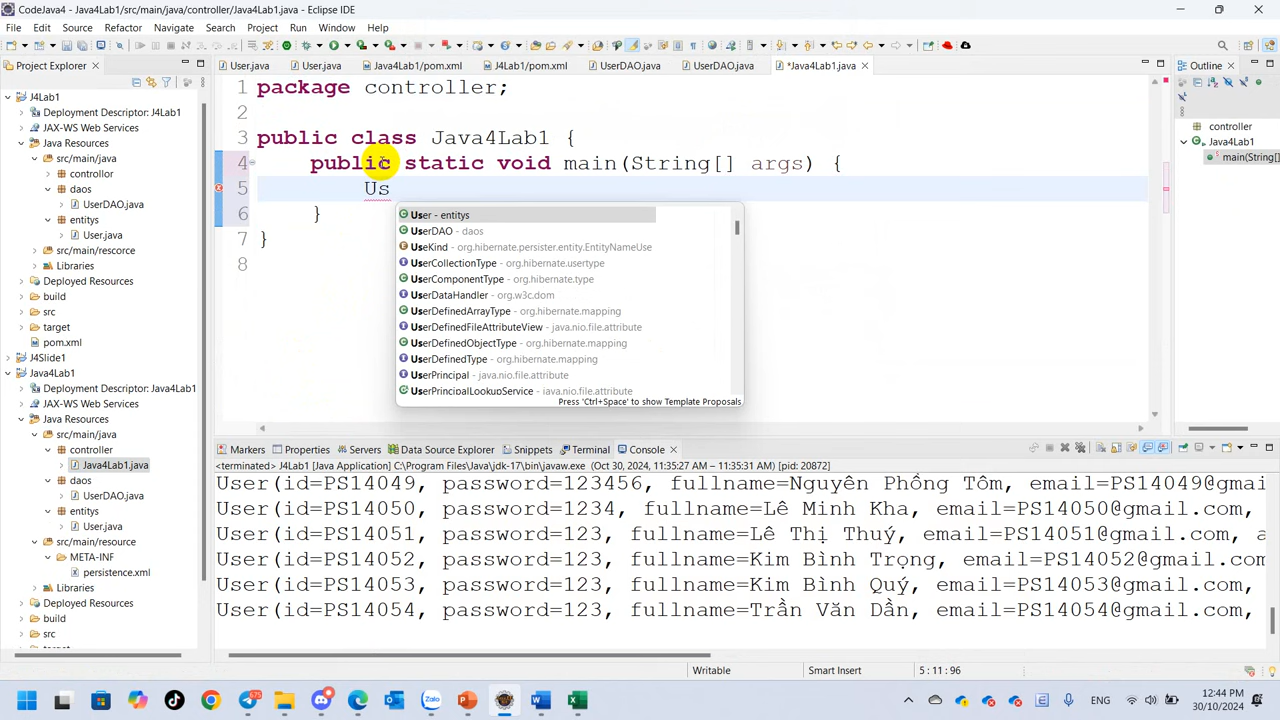 CodeJava4 - Java4Lab1/src/main/java/controller/Java4Lab1.java - Eclipse IDE
File Edit Source Refactor Navigate Search Project Run Window Help
Project Explorer
User.java User.java Java4Lab1/pom.xml J4Lab1/pom.xml UserDAO.java UserDAO.java *Java4Lab1.java
Outline
J4Lab1
Deployment Descriptor: J4Lab1
JAX-WS Web Services
Java Resources
src/main/java
controllor
daos
UserDAO.java
entitys
User.java
src/main/rescorce
Libraries
Deployed Resources
build
src
target
pom.xml
J4Slide1
Java4Lab1
Deployment Descriptor: Java4Lab1
JAX-WS Web Services
Java Resources
src/main/java
controller
Java4Lab1.java
daos
UserDAO.java
entitys
User.java
src/main/resource
META-INF
persistence.xml
Libraries
Deployed Resources
build
src
1 package controller;
2
3 public class Java4Lab1 {
4 public static void main(String[] args) {
5 Us
6 }
7 }
8
User - entitys
UserDAO - daos
UseKind - org.hibernate.persister.entity.EntityNameUse
UserCollectionType - org.hibernate.usertype
UserComponentType - org.hibernate.type
UserDataHandler - org.w3c.dom
UserDefinedArrayType - org.hibernate.mapping
UserDefinedFileAttributeView - java.nio.file.attribute
UserDefinedObjectType - org.hibernate.mapping
UserDefinedType - org.hibernate.mapping
UserPrincipal - java.nio.file.attribute
UserPrincipalLookupService - java.nio.file.attribute
Press 'Ctrl+Space' to show Template Proposals
controller
Java4Lab1
main(String[]
Markers Properties Servers Data Source Explorer Snippets Terminal Console
<terminated> J4Lab1 [Java Application] C:\Program Files\Java\jdk-17\bin\javaw.exe (Oct 30, 2024, 11:35:27 AM – 11:35:31 AM) [pid: 20872]
User(id=PS14049, password=123456, fullname=Nguyên Phồng Tôm, email=PS14049@gmai
User(id=PS14050, password=1234, fullname=Lê Minh Kha, email=PS14050@gmail.com,
User(id=PS14051, password=123, fullname=Lê Thị Thuý, email=PS14051@gmail.com, a
User(id=PS14052, password=123, fullname=Kim Bình Trọng, email=PS14052@gmail.com
User(id=PS14053, password=123, fullname=Kim Bình Quý, email=PS14053@gmail.com,
User(id=PS14054, password=123, fullname=Trần Văn Dần, email=PS14054@gmail.com,
Writable Smart Insert 5 : 11 : 96
ENG
12:44 PM
30/10/2024